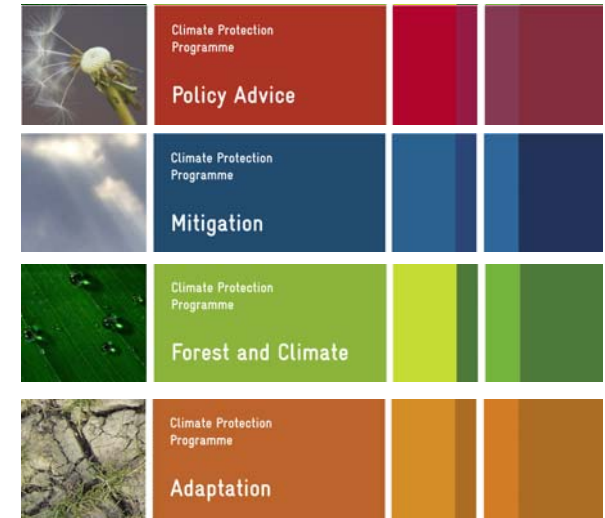 Climate Protection
Programme
Policy Advice
Climate Protection
Programme
Mitigation
Climate Protection
Programme
Forest and Climate
Climate Protection
Programme
Adaptation